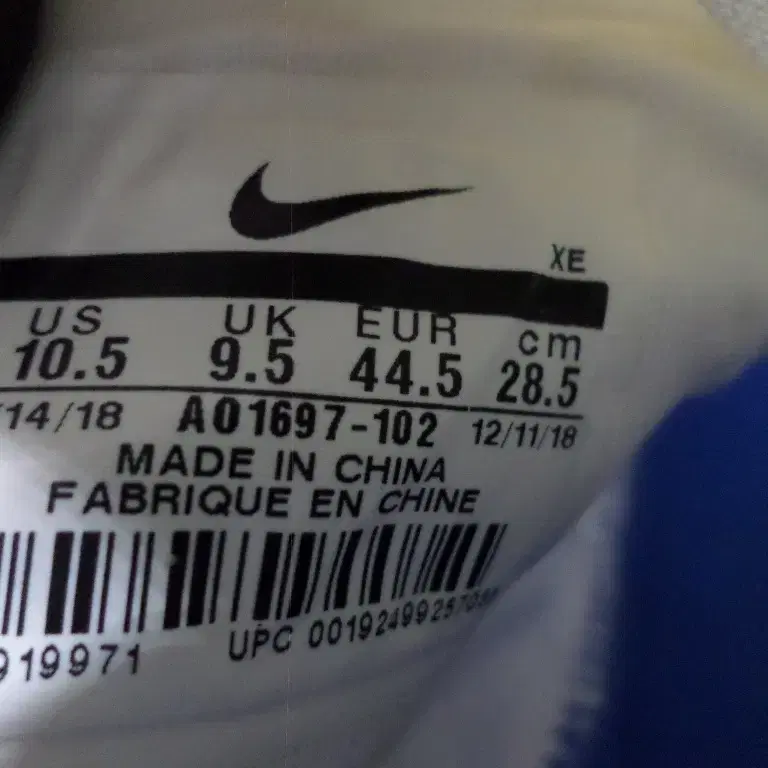 XE
US UK EUR cm
10.5 9.5 44.5 28.5
/14/18 AO1697-102 12/11/18
MADE IN CHINA
FABRIQUE EN CHINE
919971 UPC